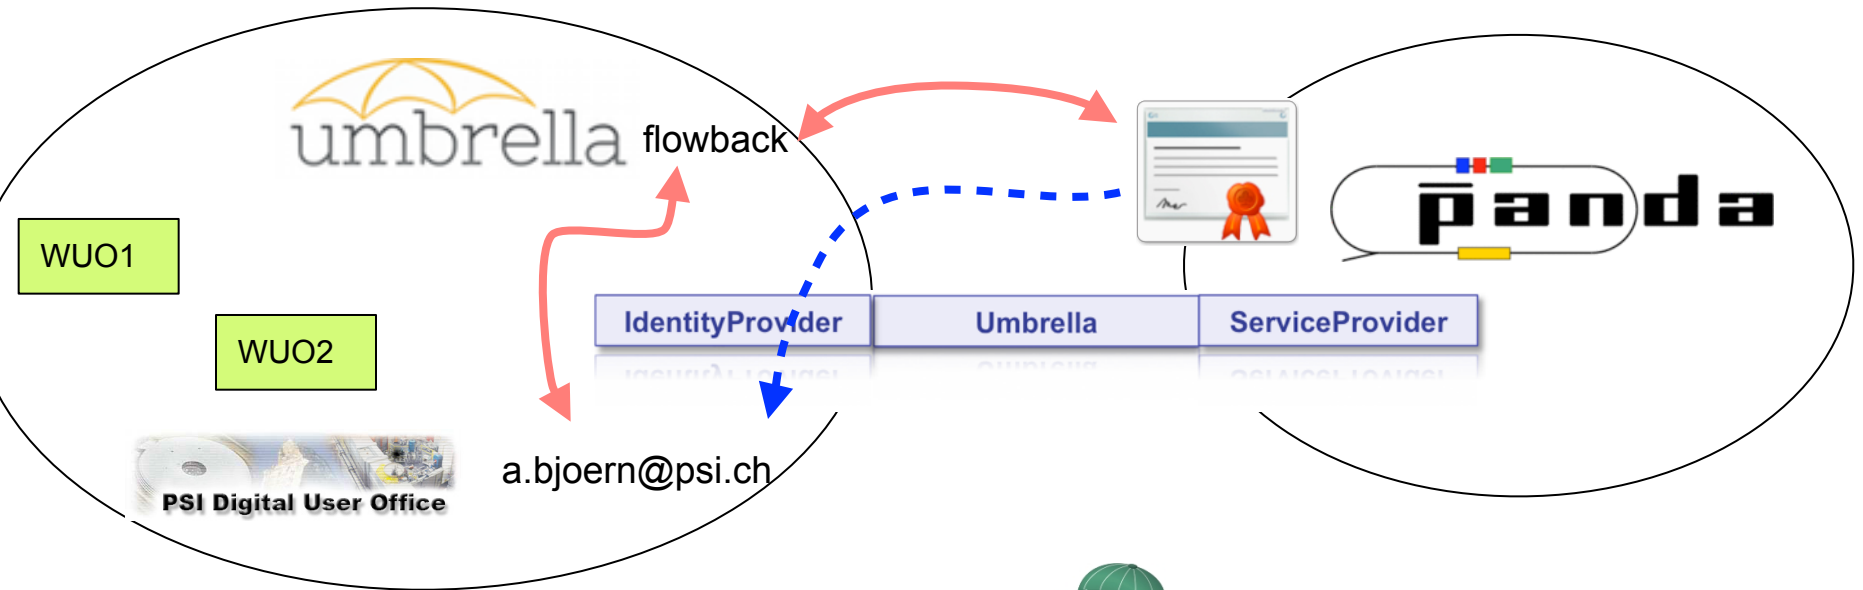 umbrella
flowback
panda
WUO1
IdentityProvider
Umbrella
ServiceProvider
WUO2
PSI Digital User Office
a.bjoern@psi.ch